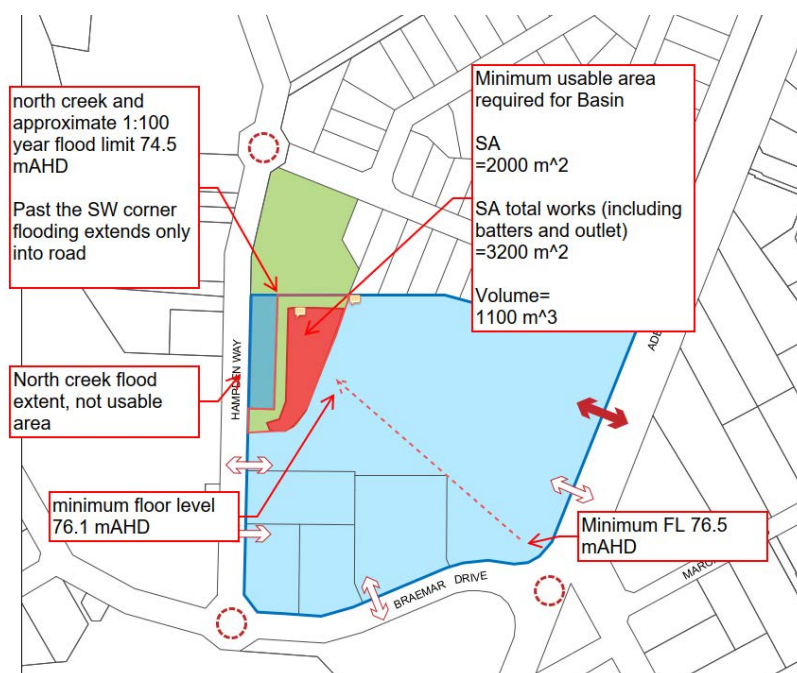 north creek and
approximate 1:100
year flood limit 74.5
mAHD
Past the SW corner
flooding extends only
into road
Minimum usable area
required for Basin
SA
=2000 m^2
SA total works (including
batters and outlet)
=3200 m^2
Volume=
1100 m^3
HAMPDEN WAY
North creek flood
extent, not usable
area
minimum floor level
76.1 mAHD
Minimum FL 76.5
mAHD
BRAEMAR DRIVE